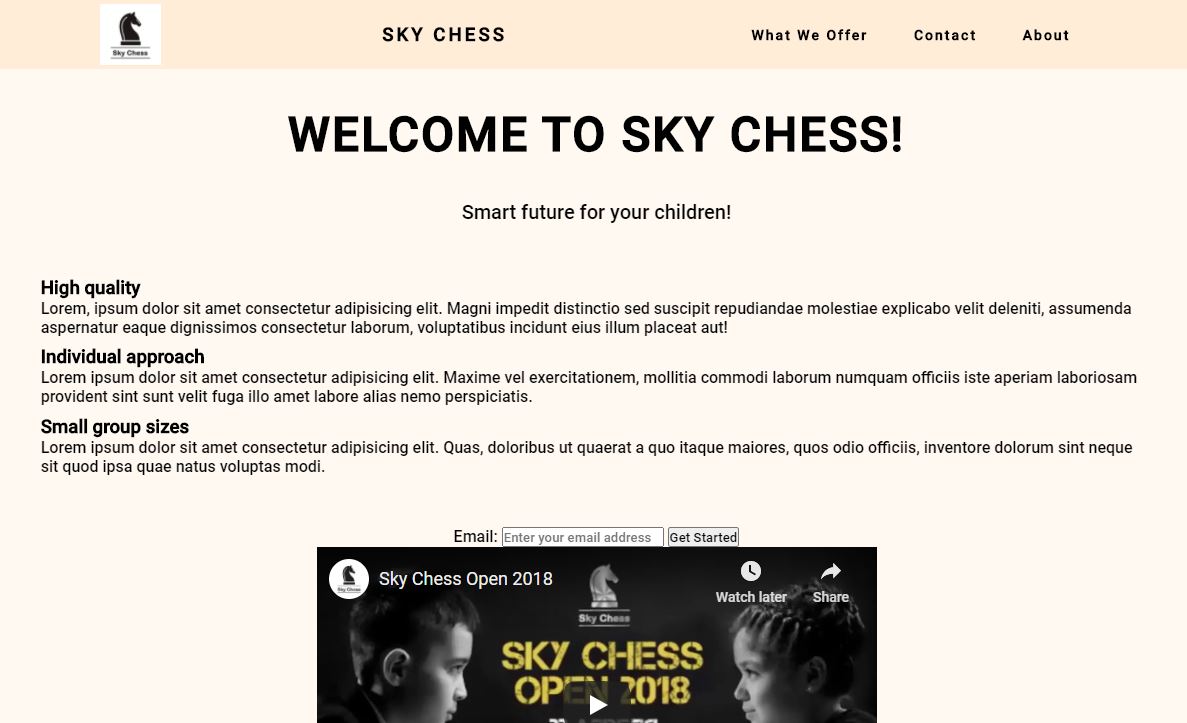 Sky Chess
SKY CHESS
What We Offer
Contact
About
WELCOME TO SKY CHESS!
Smart future for your children!
High quality
Lorem, ipsum dolor sit amet consectetur adipisicing elit. Magni impedit distinctio sed suscipit repudiandae molestiae explicabo velit deleniti, assumenda
aspernatur eaque dignissimos consectetur laborum, voluptatibus incidunt eius illum placeat aut!
Individual approach
Lorem ipsum dolor sit amet consectetur adipisicing elit. Maxime vel exercitationem, mollitia commodi laborum numquam officiis iste aperiam laboriosam
provident sint sunt velit fuga illo amet labore alias nemo perspiciatis.
Small group sizes
Lorem ipsum dolor sit amet consectetur adipisicing elit. Quas, doloribus ut quaerat a quo itaque maiores, quos odio officiis, inventore dolorum sint neque
sit quod ipsa quae natus voluptas modi.
Email: Enter your email address Get Started
Sky Chess
Sky Chess Open 2018
Watch later
Share
Sky Chess
SKY CHESS
OPEN 2018